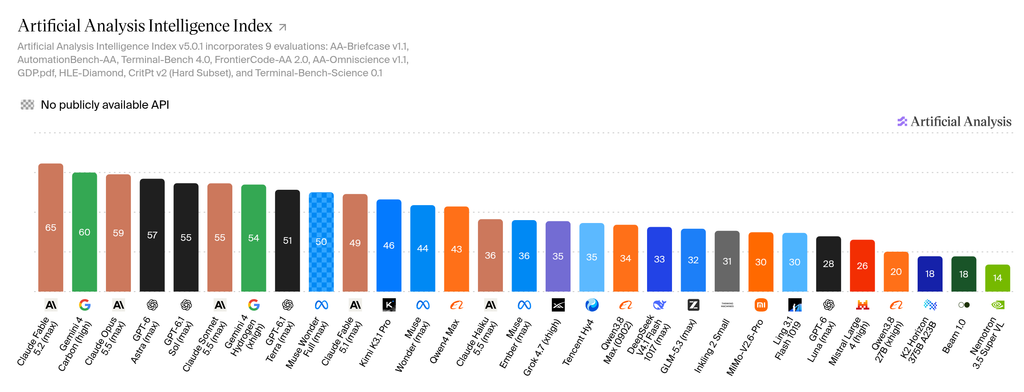 Artificial Analysis Intelligence Index ↗
Artificial Analysis Intelligence Index v5.0.1 incorporates 9 evaluations: AA-Briefcase v1.1,
AutomationBench-AA, Terminal-Bench 4.0, FrontierCode-AA 2.0, AA-Omniscience v1.1,
GDP.pdf, HLE-Diamond, CritPt v2 (Hard Subset), and Terminal-Bench-Science 0.1
No publicly available API
Artificial Analysis
65
60
59
57
55
55
54
51
50
49
46
44
43
36
36
35
35
34
33
32
31
30
30
28
26
20
18
18
14
Claude Fable
5.2 (max)
Gemini 4
Carbon (high)
Claude Opus
5.5 (max)
GPT-6
Astra (max)
GPT-6.1
Sol (max)
Claude Sonnet
5.5 (max)
Gemini 4
Hydrogen
(xhigh)
GPT-6.1
Terra (max)
Muse Wonder
Full (max)
Claude Fable
5.1 (max)
Kimi K3.1 Pro
Muse
Wonder (max)
Qwen4 Max
Claude Haiku
5.5 (max)
Muse
Ember (max)
Grok 4.7 (xhigh)
Tencent Hy4
Qwen3.8
Max (0902)
DeepSeek
V4.1 Flash
1017 (max)
GLM-5.3 (max)
Inkling 2 Small
MiMo-V2.6-Pro
Ling 3.1
Flash 1019
GPT-6
Luna (max)
Mistral Large
4 (high)
Qwen3.8
27B (xhigh)
K2 Horizon
375B A23B
Beam 1.0
Nemotron
3.5 Super VL